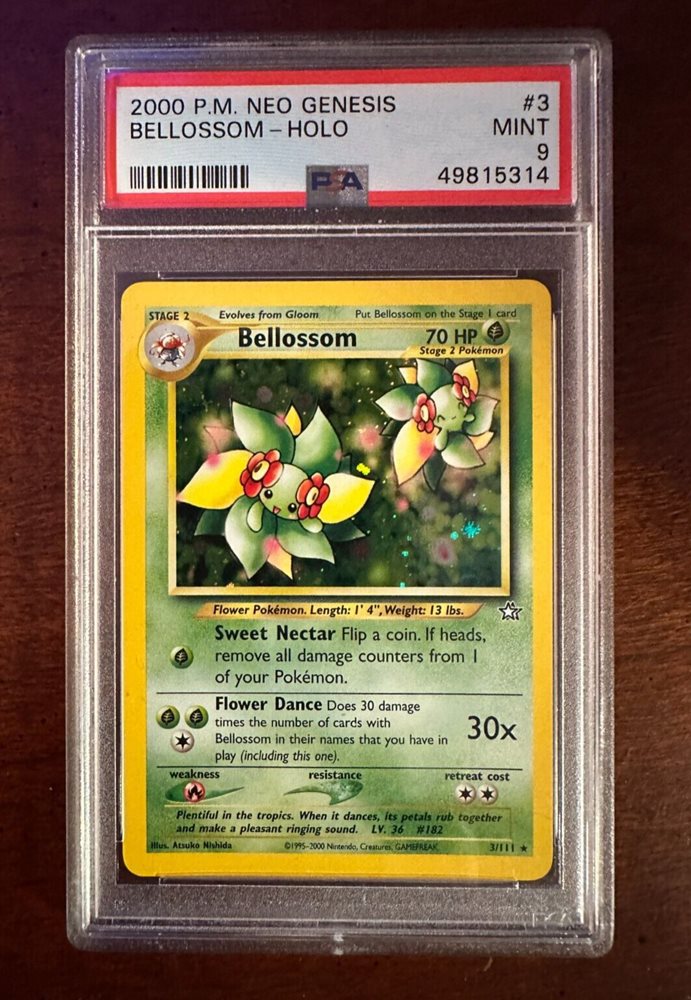 2000 P.M. NEO GENESIS #3
BELLOSSOM - HOLO MINT
9
PSA 49815314
STAGE 2 Evolves from Gloom Put Bellossom on the Stage 1 card
Bellossom 70 HP
Stage 2 Pokémon
Flower Pokémon. Length: 1' 4", Weight: 13 lbs.
Sweet Nectar Flip a coin. If heads,
remove all damage counters from 1
of your Pokémon.
Flower Dance Does 30 damage
times the number of cards with
Bellossom in their names that you have in
play (including this one).
30x
weakness resistance retreat cost
Plentiful in the tropics. When it dances, its petals rub together
and make a pleasant ringing sound. LV. 36 #182
Illus. Atsuko Nishida ©1995-2000 Nintendo, Creatures, GAMEFREAK. 3/111 ★